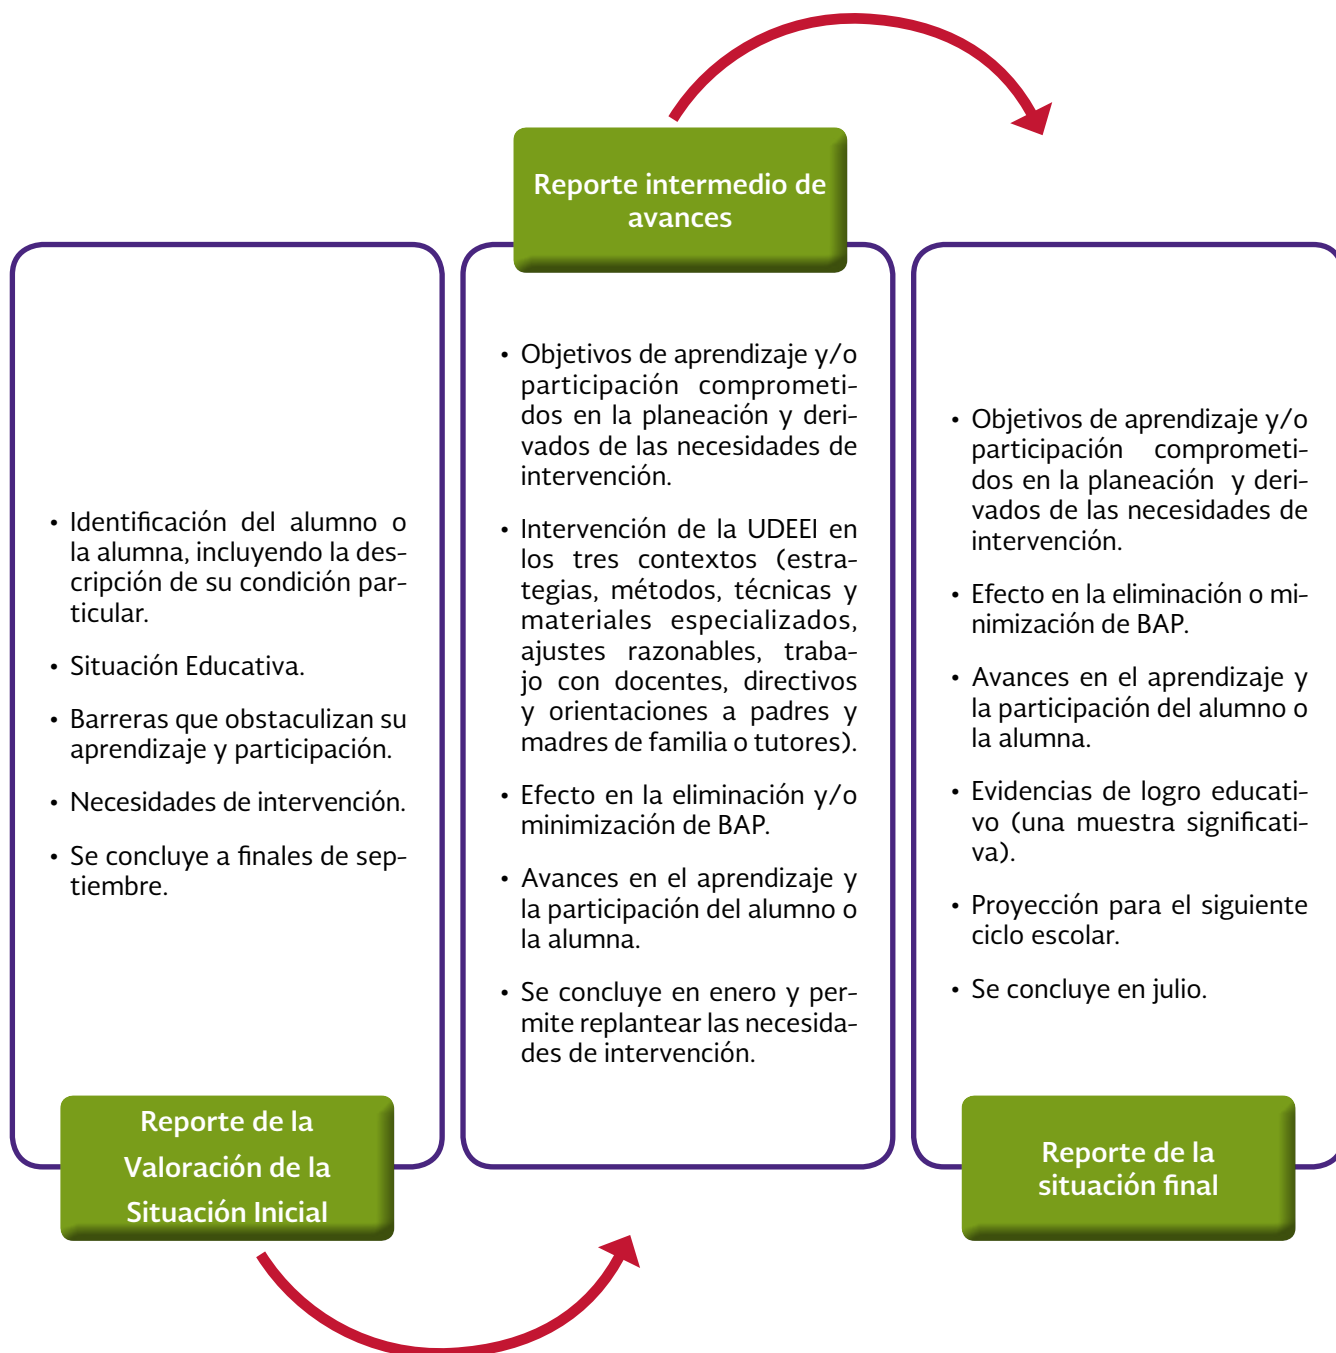 Reporte intermedio de
avances
• Identificación del alumno o
la alumna, incluyendo la des-
cripción de su condición par-
ticular.
• Situación Educativa.
• Barreras que obstaculizan su
aprendizaje y participación.
• Necesidades de intervención.
• Se concluye a finales de sep-
tiembre.
Reporte de la
Valoración de la
Situación Inicial
• Objetivos de aprendizaje y/o
participación comprometi-
dos en la planeación y deri-
vados de las necesidades de
intervención.
• Intervención de la UDEEI en
los tres contextos (estra-
tegias, métodos, técnicas y
materiales especializados,
ajustes razonables, traba-
jo con docentes, directivos
y orientaciones a padres y
madres de familia o tutores).
• Efecto en la eliminación y/o
minimización de BAP.
• Avances en el aprendizaje y
la participación del alumno o
la alumna.
• Se concluye en enero y per-
mite replantear las necesida-
des de intervención.
• Objetivos de aprendizaje y/o
participación comprometi-
dos en la planeación y deri-
vados de las necesidades de
intervención.
• Efecto en la eliminación o mi-
nimización de BAP.
• Avances en el aprendizaje y
la participación del alumno o
la alumna.
• Evidencias de logro educati-
vo (una muestra significati-
va).
• Proyección para el siguiente
ciclo escolar.
• Se concluye en julio.
Reporte de la
situación final